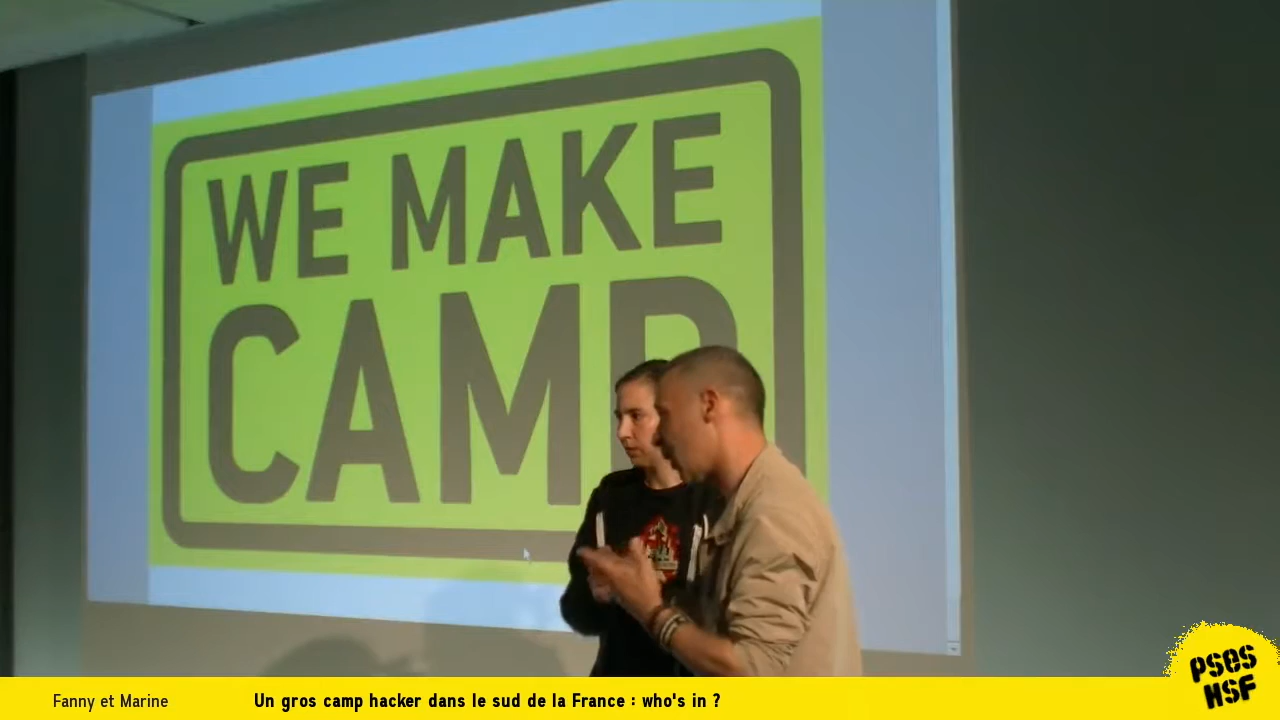 WE MAKE
CAMP
Fanny et Marine
Un gros camp hacker dans le sud de la France : who's in ?
PSES
HSF